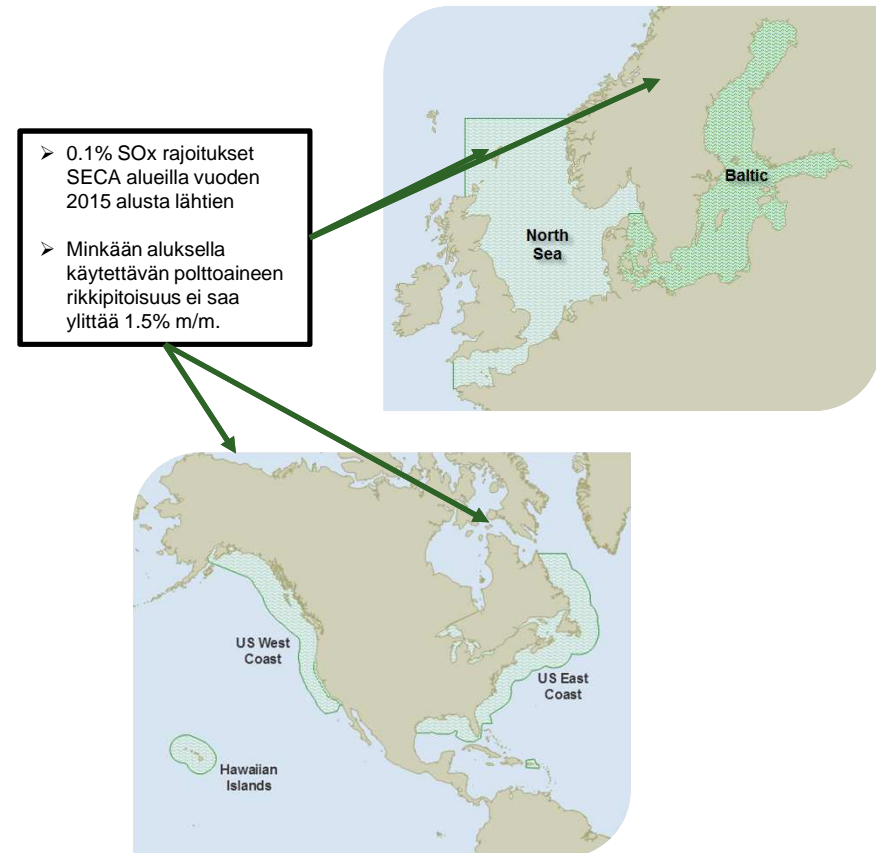 ➢ 0.1% SOx rajoitukset
SECA alueilla vuoden
2015 alusta lähtien
➢ Minkään aluksella
käytettävän polttoaineen
rikkipitoisuus ei saa
ylittää 1.5% m/m.
Baltic
North
Sea
US West
Coast
US East
Coast
Hawaiian
Islands